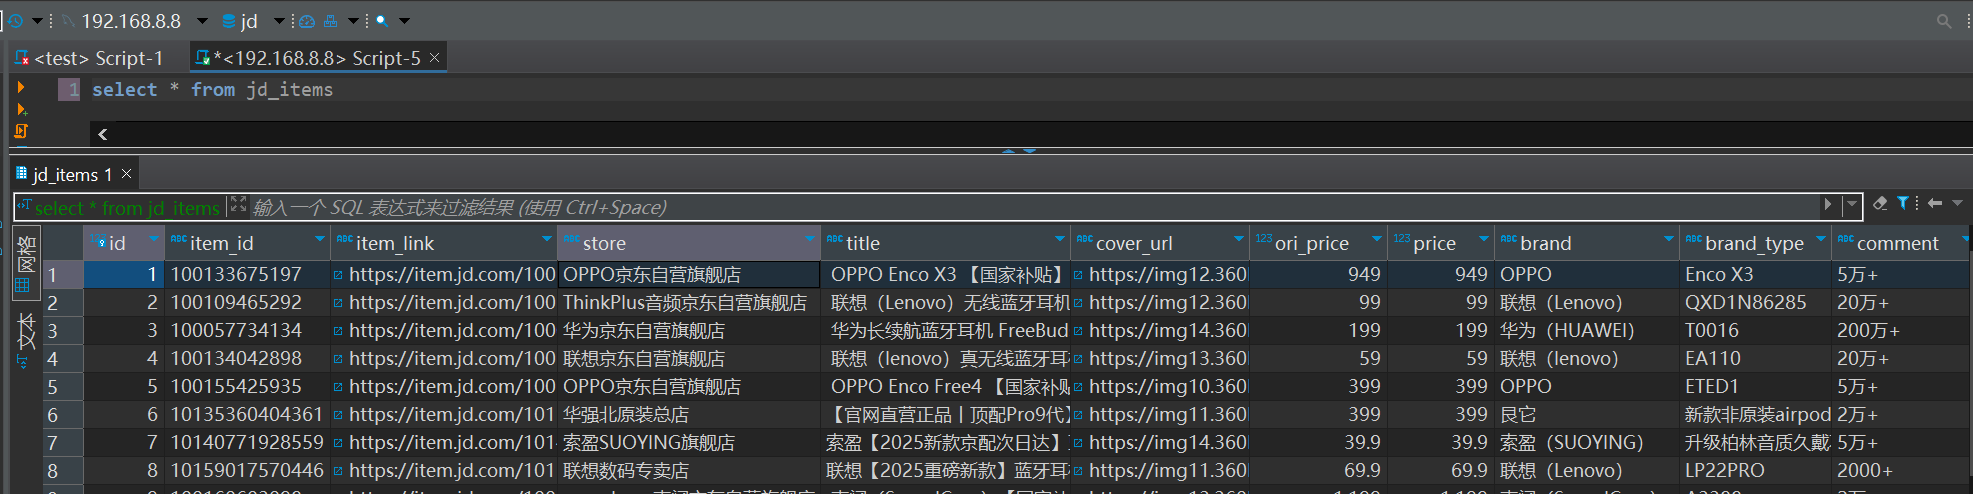 192.168.8.8 jd
<test> Script-1 *<192.168.8.8> Script-5
1 select * from jd_items
jd_items 1
select * from jd_items 输入一个 SQL 表达式来过滤结果 (使用 Ctrl+Space)
网格
文本
id item_id item_link store title cover_url ori_price price brand brand_type comment
1 1 100133675197 https://item.jd.com/100 OPPO京东自营旗舰店 OPPO Enco X3 【国家补贴】 https://img12.360 949 949 OPPO Enco X3 5万+
2 2 100109465292 https://item.jd.com/100 ThinkPlus音频京东自营旗舰店 联想（Lenovo）无线蓝牙耳机 https://img12.360 99 99 联想（Lenovo） QXD1N86285 20万+
3 3 100057734134 https://item.jd.com/100 华为京东自营旗舰店 华为长续航蓝牙耳机 FreeBud https://img14.360 199 199 华为（HUAWEI） T0016 200万+
4 4 100134042898 https://item.jd.com/100 联想京东自营旗舰店 联想（lenovo）真无线蓝牙耳 https://img13.360 59 59 联想（lenovo） EA110 20万+
5 5 100155425935 https://item.jd.com/100 OPPO京东自营旗舰店 OPPO Enco Free4 【国家补贴 https://img10.360 399 399 OPPO ETED1 5万+
6 6 10135360404361 https://item.jd.com/101 华强北原装总店 【官网直营正品丨顶配Pro9代】 https://img11.360 399 399 艮它 新款非原装airpod 2万+
7 7 10140771928559 https://item.jd.com/101 索盈SUOYING旗舰店 索盈【2025新款京配次日达】 https://img14.360 39.9 39.9 索盈（SUOYING） 升级柏林音质久戴 5万+
8 8 10159017570446 https://item.jd.com/101 联想数码专卖店 联想【2025重磅新款】蓝牙耳 https://img11.360 69.9 69.9 联想（Lenovo） LP22PRO 2000+